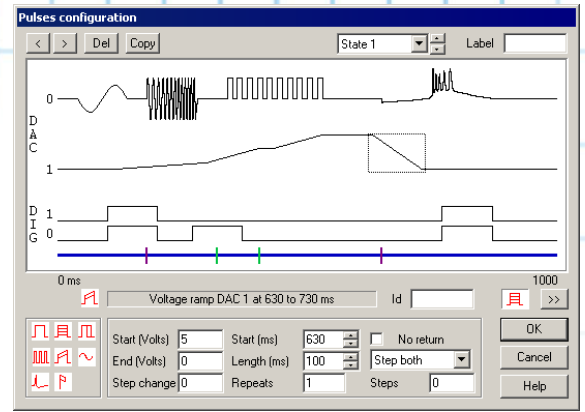 Pulses configuration
< > Del Copy State 1 Label
0
DAC
1
DIG
1
0
0 ms 1000
Voltage ramp DAC 1 at 630 to 730 ms Id >>
Start (Volts) 5 Start (ms) 630 No return OK
End (Volts) 0 Length (ms) 100 Step both Cancel
Step change 0 Repeats 1 Steps 0 Help